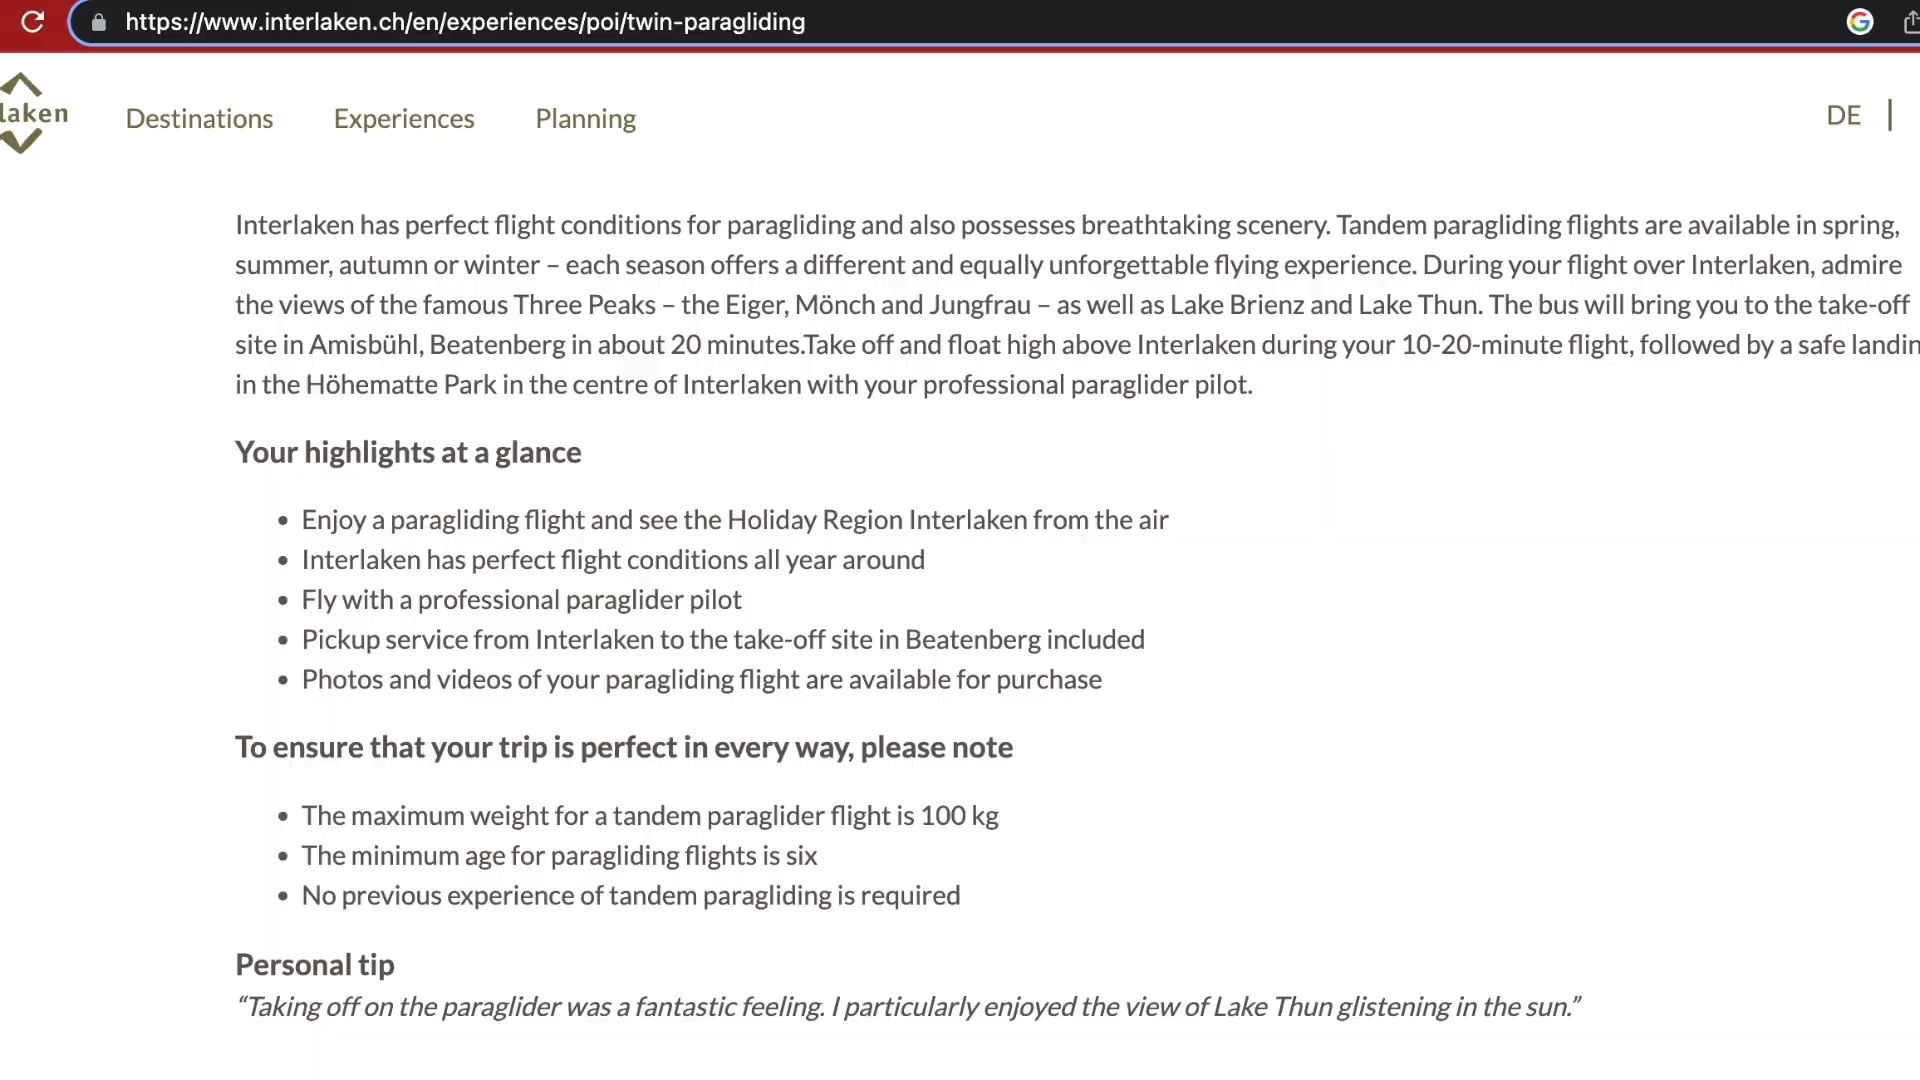 https://www.interlaken.ch/en/experiences/poi/twin-paragliding
laken
Destinations Experiences Planning
DE |
Interlaken has perfect flight conditions for paragliding and also possesses breathtaking scenery. Tandem paragliding flights are available in spring,
summer, autumn or winter – each season offers a different and equally unforgettable flying experience. During your flight over Interlaken, admire
the views of the famous Three Peaks – the Eiger, Mönch and Jungfrau – as well as Lake Brienz and Lake Thun. The bus will bring you to the take-off
site in Amisbühl, Beatenberg in about 20 minutes.Take off and float high above Interlaken during your 10-20-minute flight, followed by a safe landin
in the Höhematte Park in the centre of Interlaken with your professional paraglider pilot.
Your highlights at a glance
• Enjoy a paragliding flight and see the Holiday Region Interlaken from the air
• Interlaken has perfect flight conditions all year around
• Fly with a professional paraglider pilot
• Pickup service from Interlaken to the take-off site in Beatenberg included
• Photos and videos of your paragliding flight are available for purchase
To ensure that your trip is perfect in every way, please note
• The maximum weight for a tandem paraglider flight is 100 kg
• The minimum age for paragliding flights is six
• No previous experience of tandem paragliding is required
Personal tip
“Taking off on the paraglider was a fantastic feeling. I particularly enjoyed the view of Lake Thun glistening in the sun.”